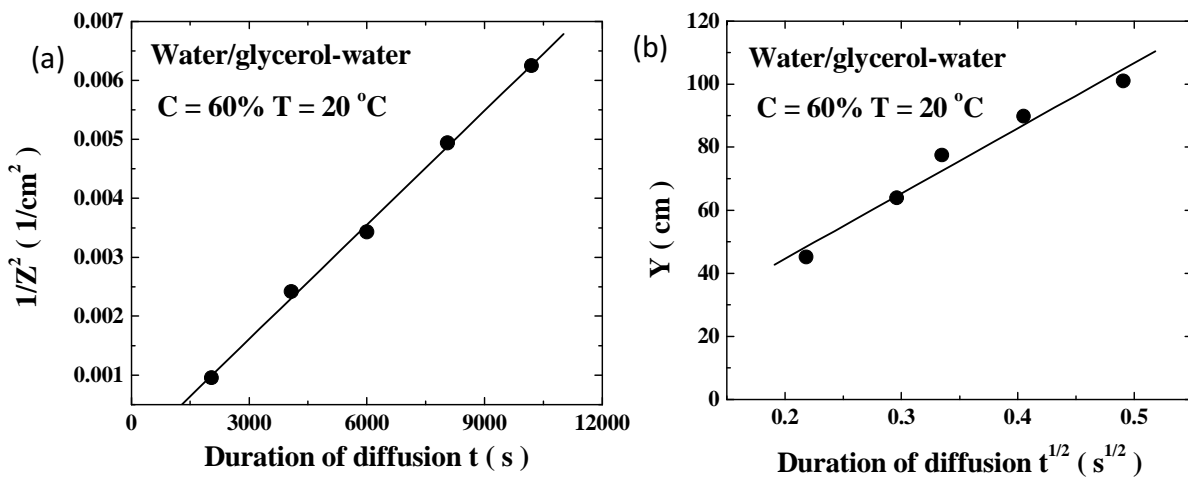 (a)
Water/glycerol-water
C = 60% T = 20 °C
0.007
0.006
0.005
0.004
0.003
0.002
0.001
1/Z² ( 1/cm² )
0 3000 6000 9000 12000
Duration of diffusion t ( s )
(b)
Water/glycerol-water
C = 60% T = 20 °C
120
100
80
60
40
20
0
Y ( cm )
0.2 0.3 0.4 0.5
Duration of diffusion t^{1/2} ( s^{1/2} )